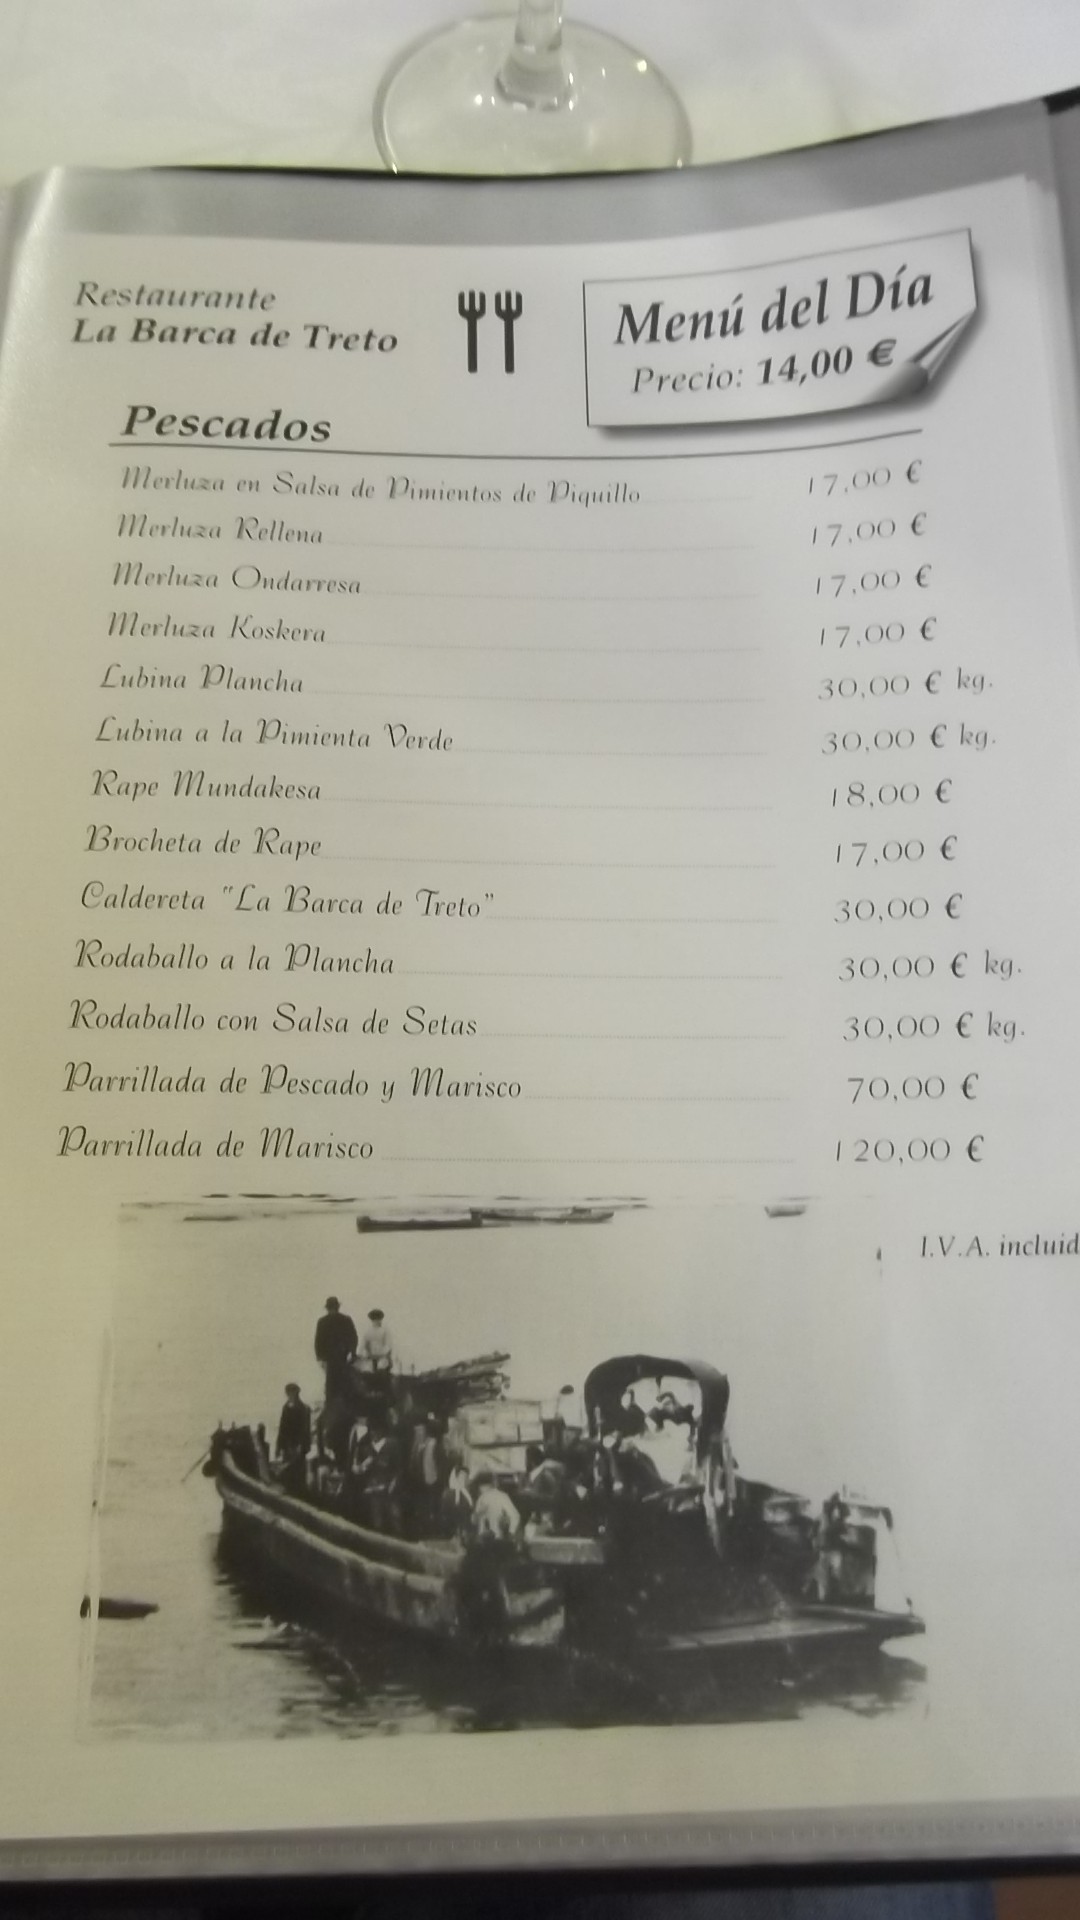 Restaurante
La Barca de Treto
Menú del Día
Precio: 14,00 €
Pescados
Merluza en Salsa de Pimientos de Piquillo 17,00 €
Merluza Rellena 17,00 €
Merluza Ondarresa 17,00 €
Merluza Koskera 17,00 €
Lubina Plancha 30,00 € kg.
Lubina a la Pimienta Verde 30,00 € kg.
Rape Mundakesa 18,00 €
Brocheta de Rape 17,00 €
Caldereta "La Barca de Treto" 30,00 €
Rodaballo a la Plancha 30,00 € kg.
Rodaballo con Salsa de Setas 30,00 € kg.
Parrillada de Pescado y Marisco 70,00 €
Parrillada de Marisco 120,00 €
I.V.A. incluid